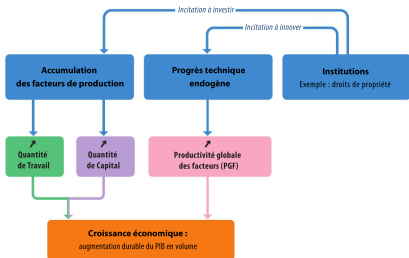 Incitation à investir
Incitation à innover
Accumulation
des facteurs de production
Progrès technique
endogène
Institutions
Exemple : droits de propriété
Quantité
de Travail
Quantité
de Capital
Productivité globale
des facteurs (PGF)
Croissance économique :
augmentation durable du PIB en volume